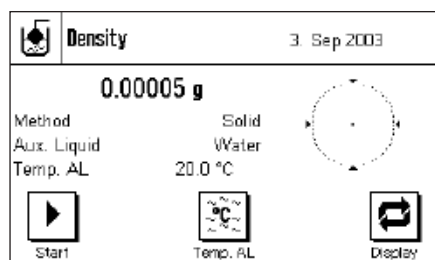 Density 3. Sep 2003
0.00005 g
Method Solid
Aux. Liquid Water
Temp. AL 20.0 °C
°C
Start Temp. AL Display